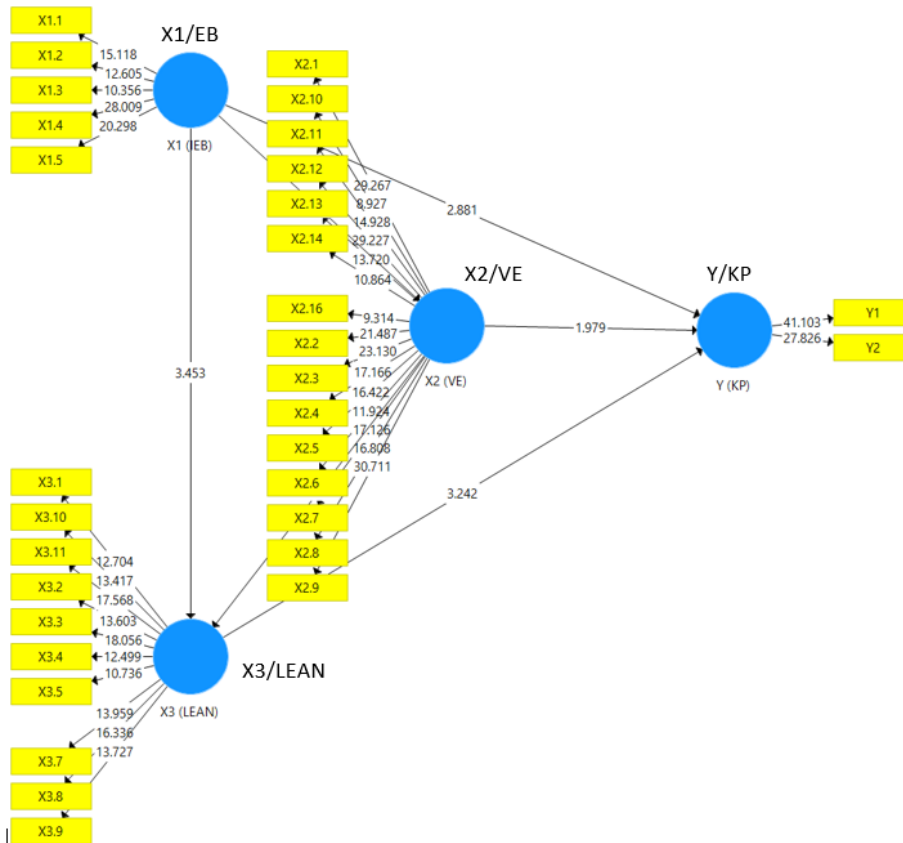 X1/EB
X1.1
X1.2
X1.3
X1.4
X1.5
15.118
12.605
10.356
28.009
20.298
X1 (IEB)
X2.1
X2.10
X2.11
X2.12
X2.13
X2.14
29.267
8.927
14.928
29.227
13.720
10.864
X2/VE
X2.16
X2.2
X2.3
X2.4
X2.5
X2.6
X2.7
X2.8
X2.9
9.314
21.487
23.130
17.166
16.422
11.924
17.126
16.808
30.711
X2 (VE)
2.881
1.979
3.242
3.453
Y/KP
Y1
Y2
41.103
27.826
Y (KP)
X3.1
X3.10
X3.11
X3.2
X3.3
X3.4
X3.5
12.704
13.417
17.568
13.603
18.056
12.499
10.736
X3/LEAN
X3 (LEAN)
13.959
16.336
13.727
X3.7
X3.8
X3.9